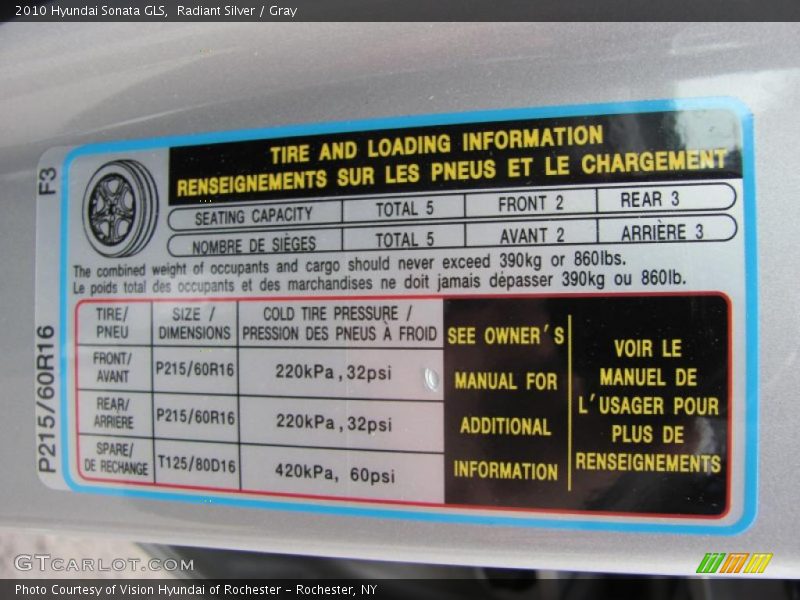 2010 Hyundai Sonata GLS,  Radiant Silver / Gray
TIRE AND LOADING INFORMATION
RENSEIGNEMENTS SUR LES PNEUS ET LE CHARGEMENT
F3
SEATING CAPACITY TOTAL 5 FRONT 2 REAR 3
NOMBRE DE SIÈGES TOTAL 5 AVANT 2 ARRIÈRE 3
The combined weight of occupants and cargo should never exceed 390kg or 860lbs.
Le poids total des occupants et des marchandises ne doit jamais dépasser 390kg ou 860lb.
P215/60R16
TIRE/
PNEU
SIZE /
DIMENSIONS
COLD TIRE PRESSURE /
PRESSION DES PNEUS À FROID
FRONT/
AVANT
P215/60R16
220kPa,32psi
REAR/
ARRIERE
P215/60R16
220kPa,32psi
SPARE/
DE RECHANGE
T125/80D16
420kPa, 60psi
SEE OWNER'S
MANUAL FOR
ADDITIONAL
INFORMATION
VOIR LE
MANUEL DE
L'USAGER POUR
PLUS DE
RENSEIGNEMENTS
GTCARLOT.COM
Photo Courtesy of Vision Hyundai of Rochester – Rochester, NY